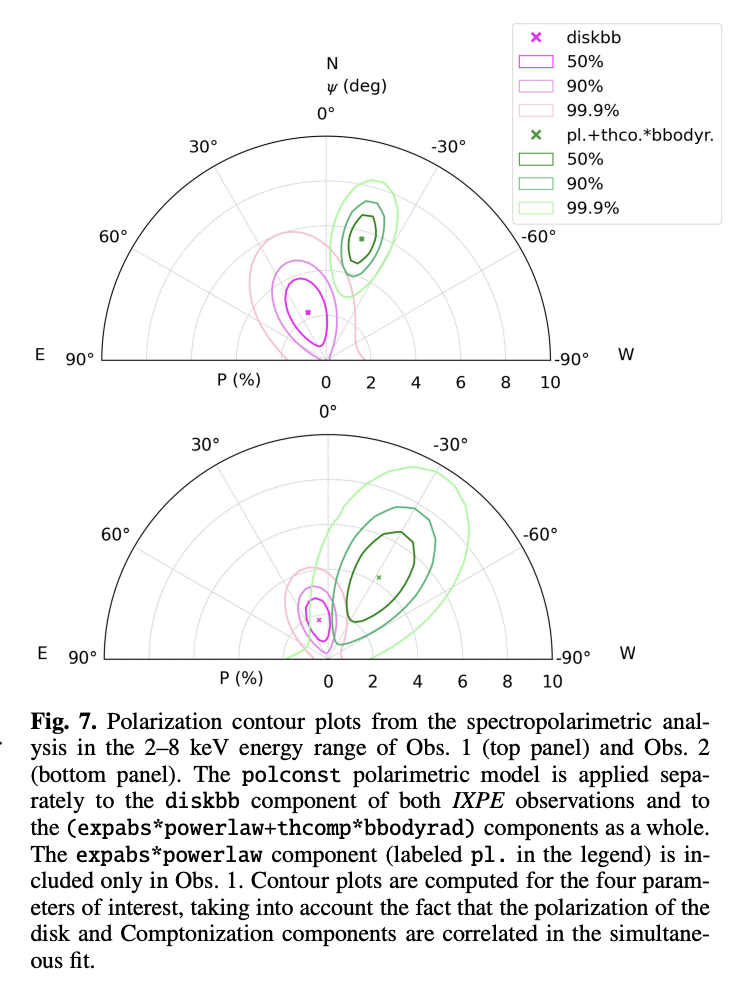 diskbb
50%
90%
99.9%
pl.+thco.*bbodyr.
50%
90%
99.9%
N
ψ (deg)
0°
30°
-30°
60°
-60°
E
90°
-90°
W
P (%)
0
2
4
6
8
10
0°
30°
-30°
60°
-60°
E
90°
-90°
W
P (%)
0
2
4
6
8
10
Fig. 7. Polarization contour plots from the spectropolarimetric anal-
ysis in the 2–8 keV energy range of Obs. 1 (top panel) and Obs. 2
(bottom panel). The polconst polarimetric model is applied sepa-
rately to the diskbb component of both IXPE observations and to
the (expabs*powerlaw+thcomp*bbodyrad) components as a whole.
The expabs*powerlaw component (labeled pl. in the legend) is in-
cluded only in Obs. 1. Contour plots are computed for the four param-
eters of interest, taking into account the fact that the polarization of the
disk and Comptonization components are correlated in the simultane-
ous fit.